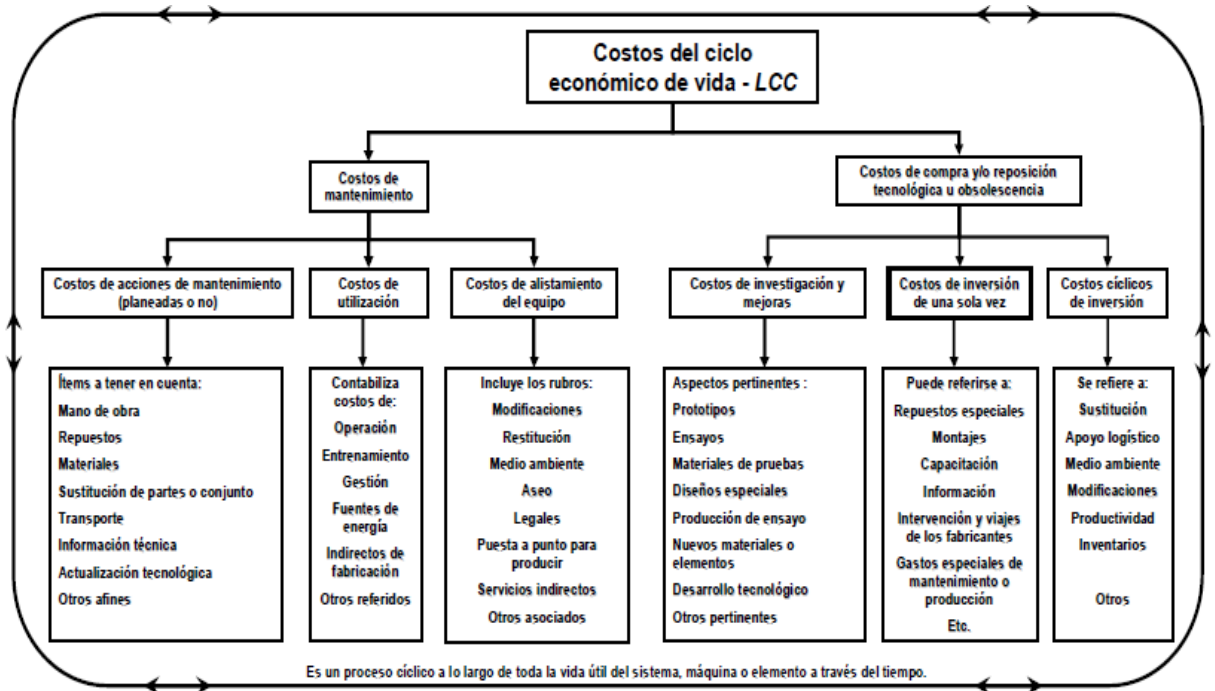 Costos del ciclo
económico de vida - LCC
Costos de
mantenimiento
Costos de compra y/o reposición
tecnológica u obsolescencia
Costos de acciones de mantenimiento
(planeadas o no)
Costos de
utilización
Costos de alistamiento
del equipo
Costos de investigación y
mejoras
Costos de inversión
de una sola vez
Costos cíclicos
de inversión
Ítems a tener en cuenta:
Mano de obra
Repuestos
Materiales
Sustitución de partes o conjunto
Transporte
Información técnica
Actualización tecnológica
Otros afines
Contabiliza
costos de:
Operación
Entrenamiento
Gestión
Fuentes de
energía
Indirectos de
fabricación
Otros referidos
Incluye los rubros:
Modificaciones
Restitución
Medio ambiente
Aseo
Legales
Puesta a punto para
producir
Servicios indirectos
Otros asociados
Aspectos pertinentes :
Prototipos
Ensayos
Materiales de pruebas
Diseños especiales
Producción de ensayo
Nuevos materiales o
elementos
Desarrollo tecnológico
Otros pertinentes
Puede referirse a:
Repuestos especiales
Montajes
Capacitación
Información
Intervención y viajes
de los fabricantes
Gastos especiales de
mantenimiento o
producción
Etc.
Se refiere a:
Sustitución
Apoyo logístico
Medio ambiente
Modificaciones
Productividad
Inventarios
Otros
Es un proceso cíclico a lo largo de toda la vida útil del sistema, máquina o elemento a través del tiempo.